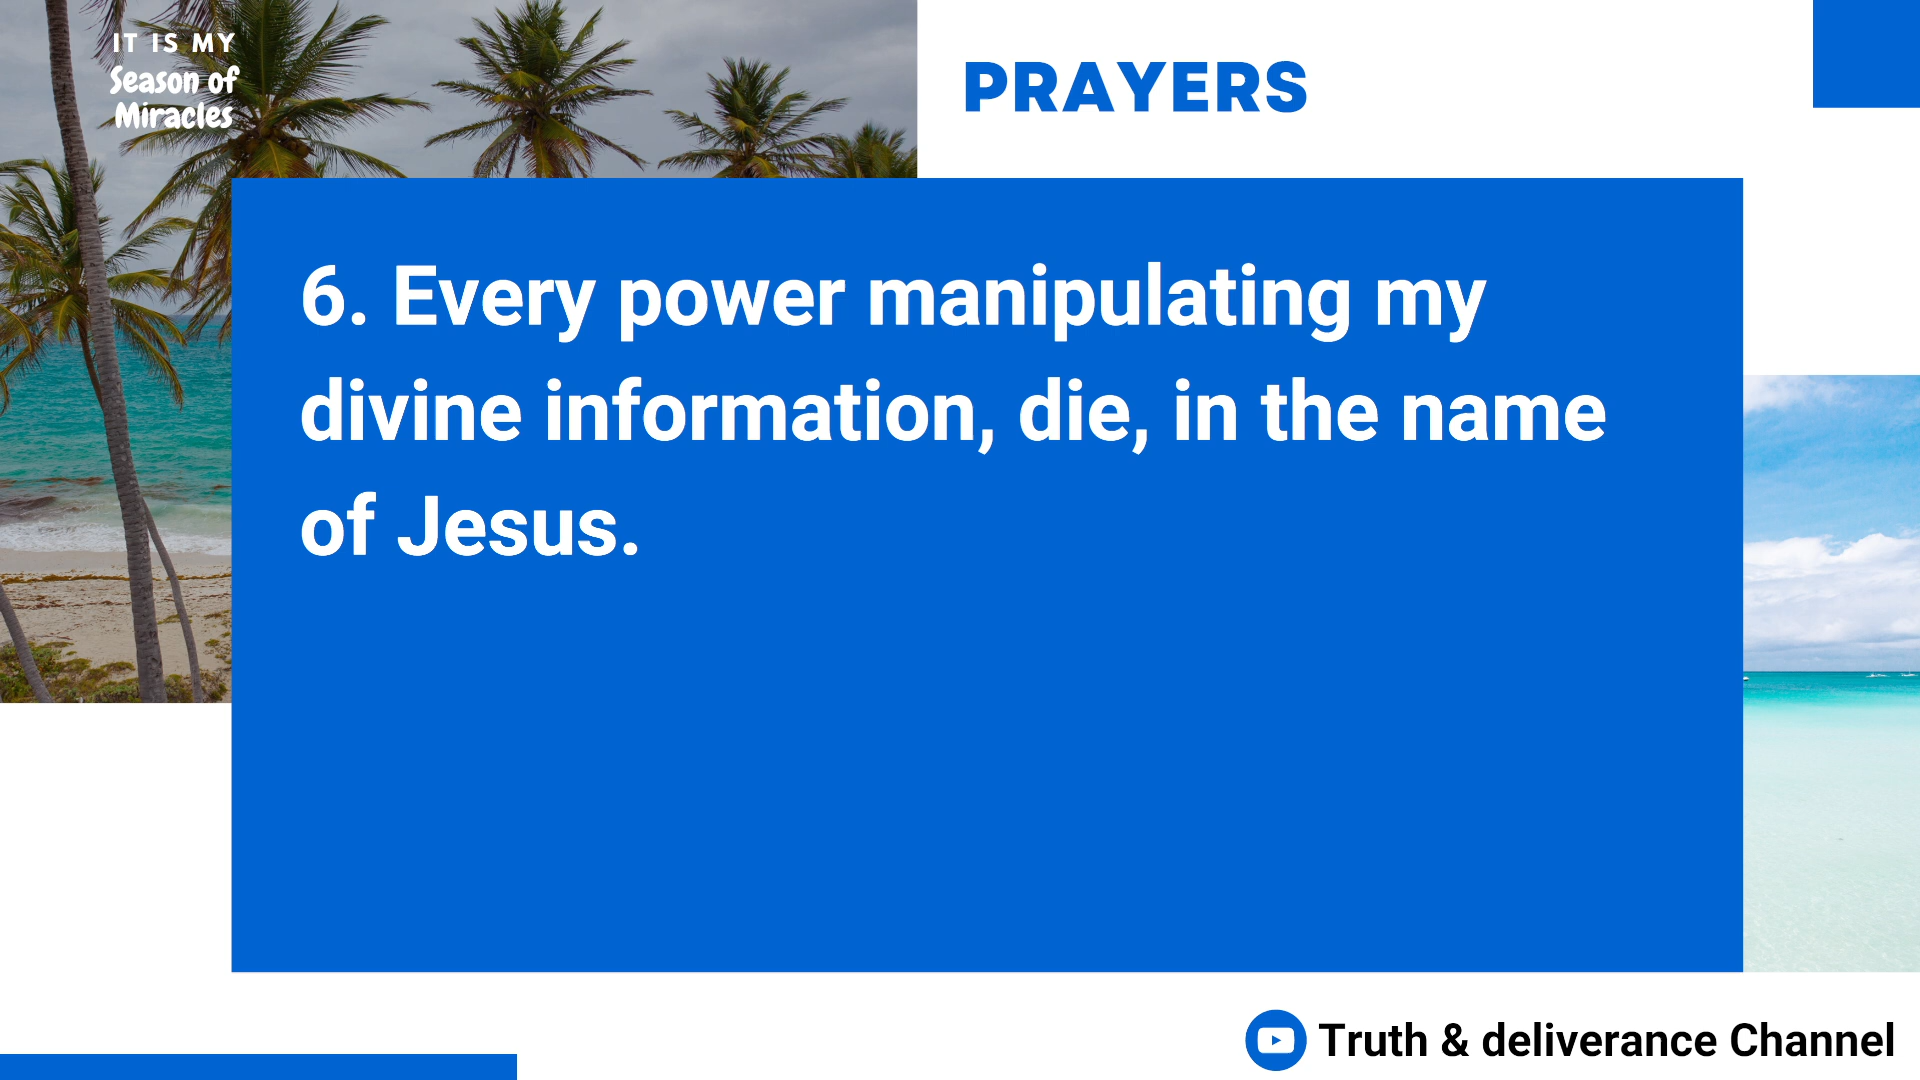 IT IS MY
Season of
Miracles
PRAYERS
6. Every power manipulating my
divine information, die, in the name
of Jesus.
Truth & deliverance Channel